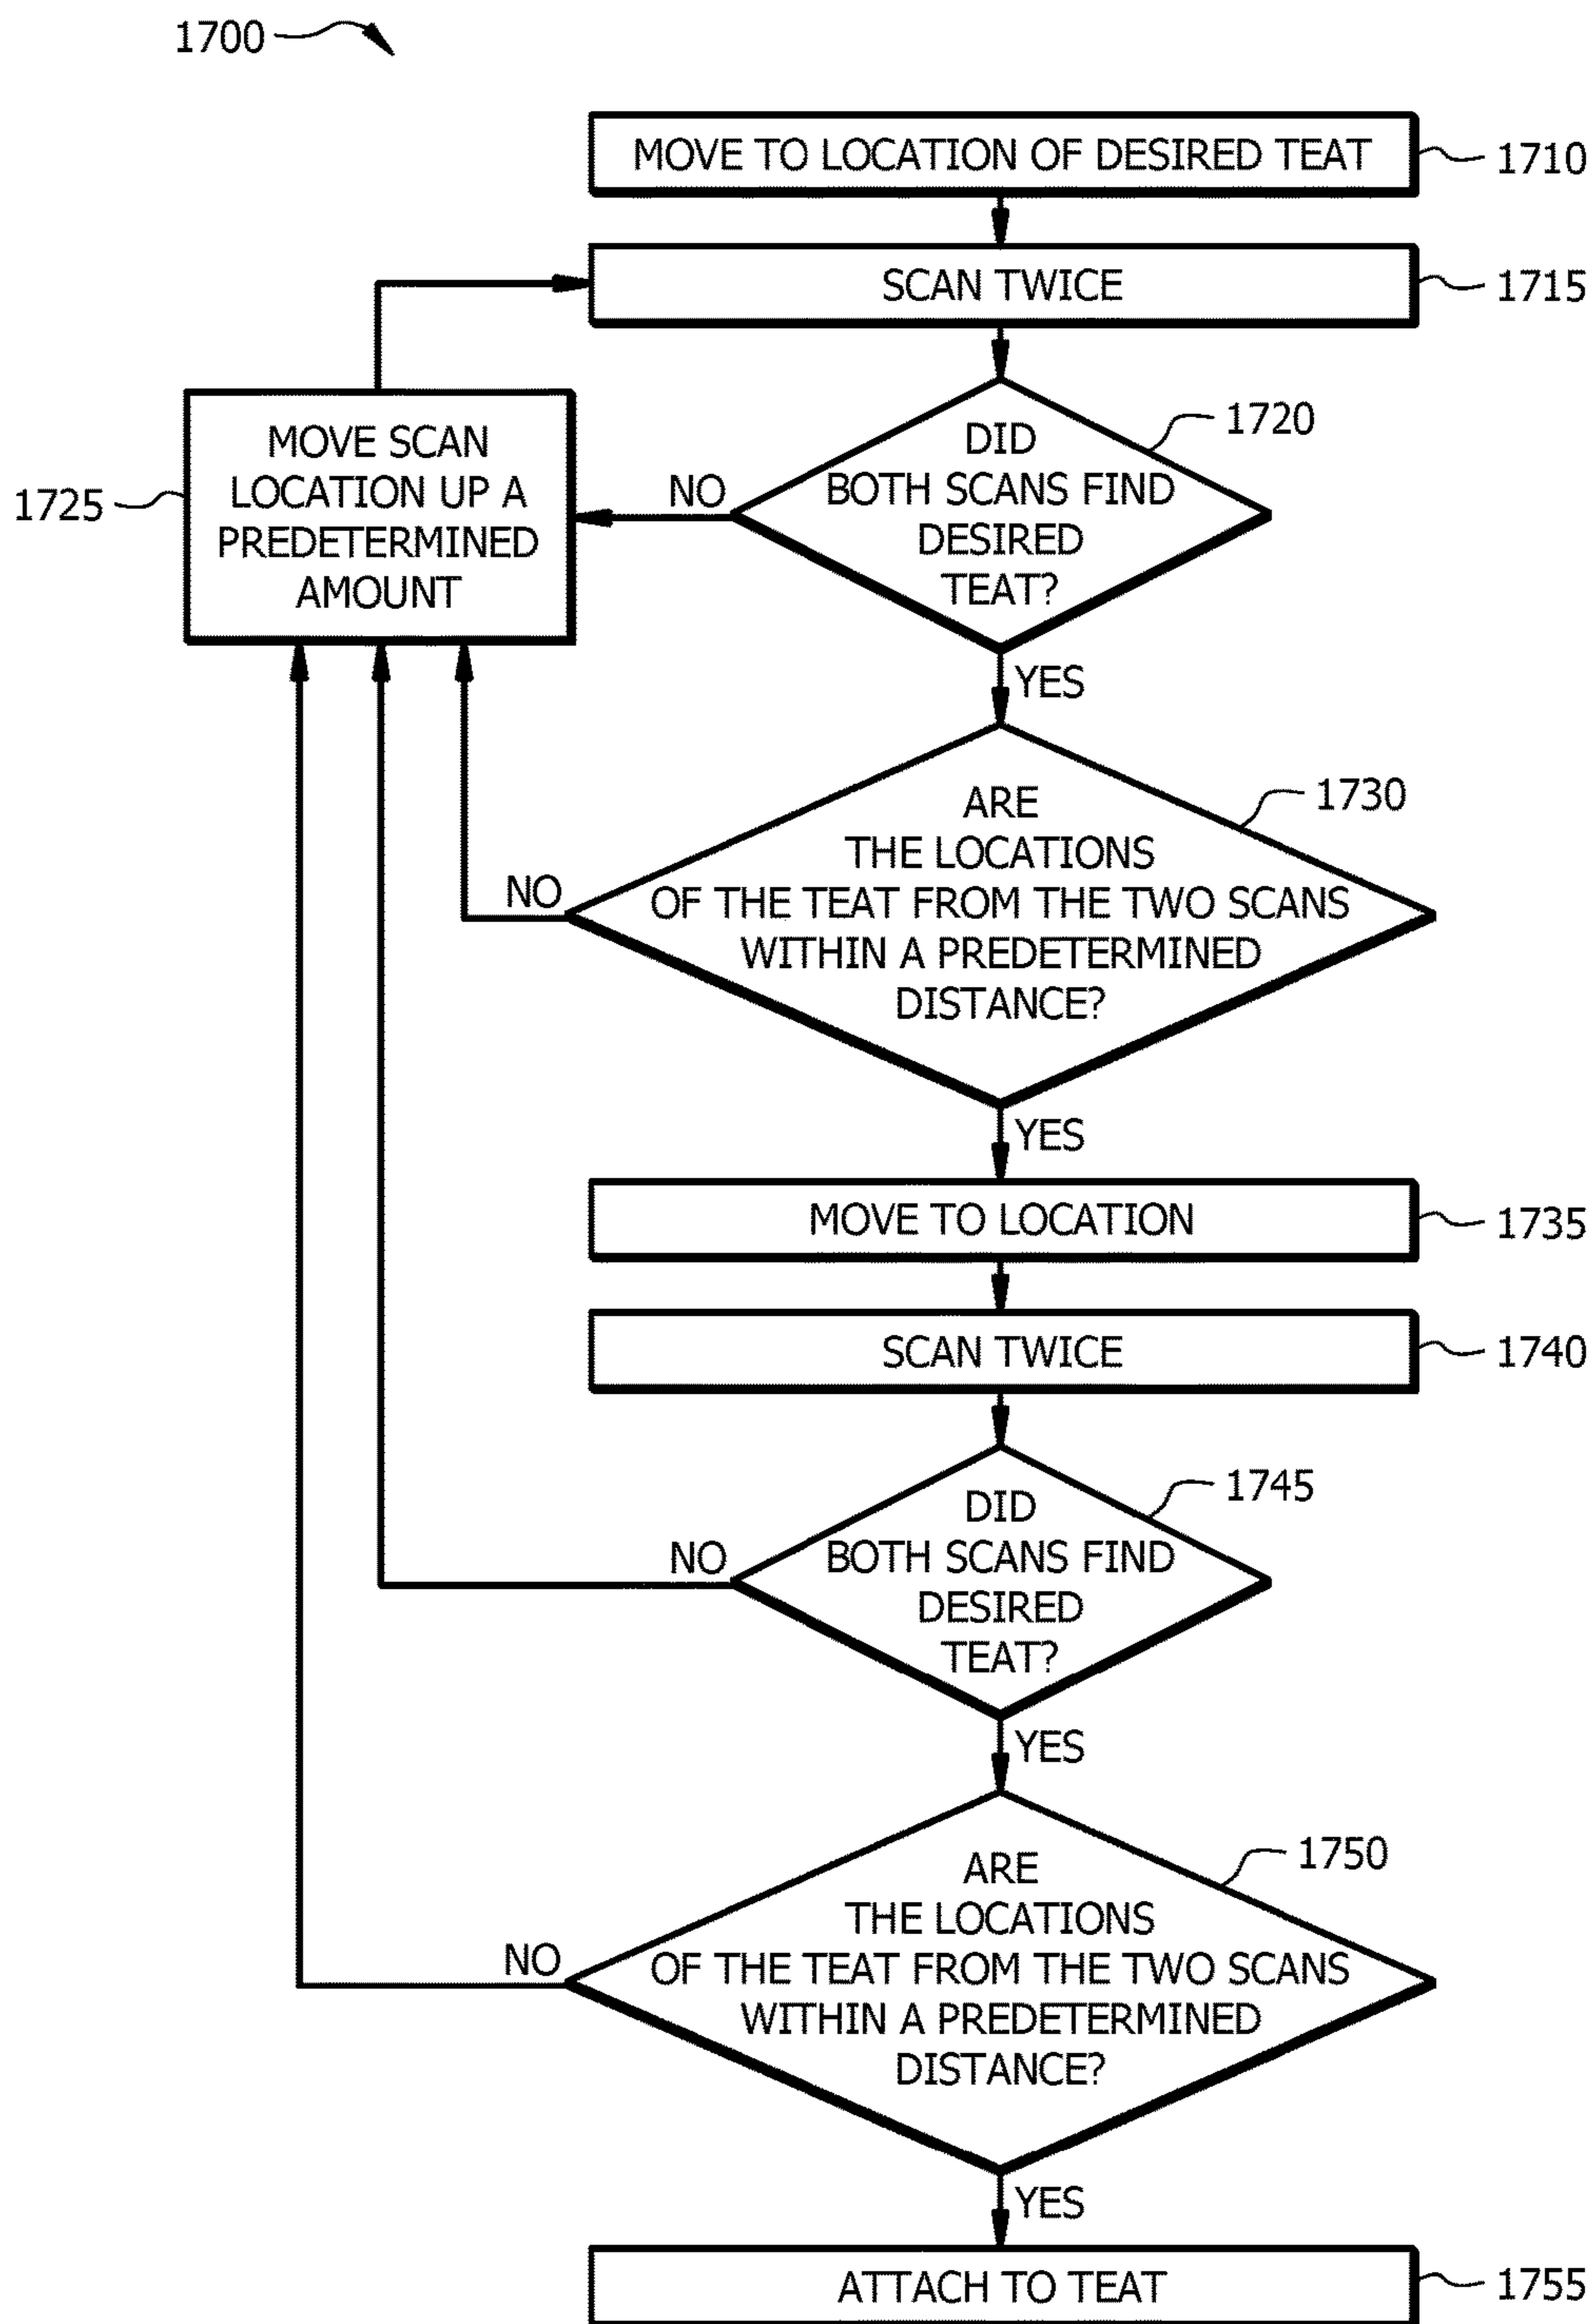 1700
MOVE TO LOCATION OF DESIRED TEAT
1710
SCAN TWICE
1715
DID
BOTH SCANS FIND
DESIRED
TEAT?
1720
NO
MOVE SCAN
LOCATION UP A
PREDETERMINED
AMOUNT
1725
YES
ARE
THE LOCATIONS
OF THE TEAT FROM THE TWO SCANS
WITHIN A PREDETERMINED
DISTANCE?
1730
NO
YES
MOVE TO LOCATION
1735
SCAN TWICE
1740
DID
BOTH SCANS FIND
DESIRED
TEAT?
1745
NO
YES
ARE
THE LOCATIONS
OF THE TEAT FROM THE TWO SCANS
WITHIN A PREDETERMINED
DISTANCE?
1750
NO
YES
ATTACH TO TEAT
1755